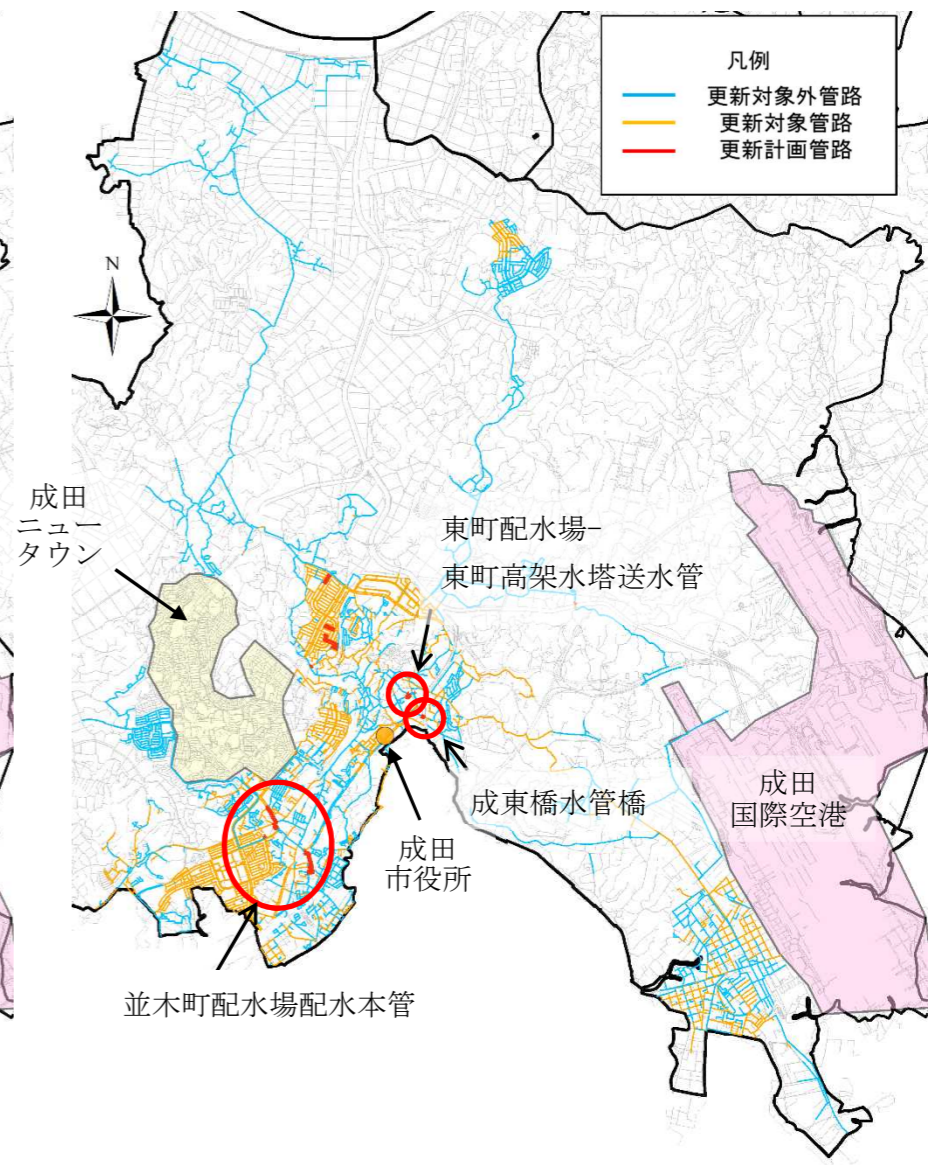 凡例
更新対象外管路
更新対象管路
更新計画管路
N
成田
ニュー
タウン
東町配水場−
東町高架水塔送水管
成東橋水管橋
成田
国際空港
成田
市役所
並木町配水場配水本管